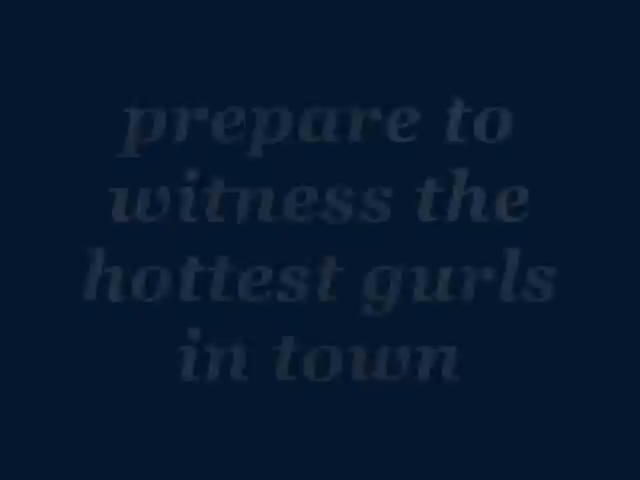 prepare to
witness the
hottest gurls
in town